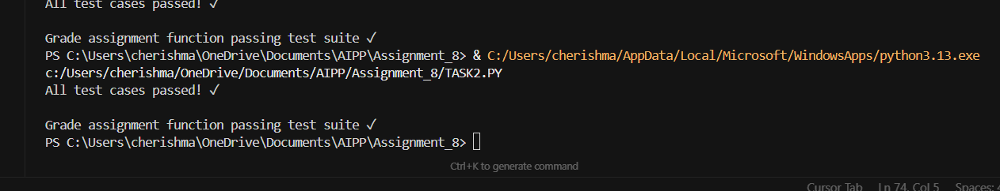 All test cases passed! ✓
Grade assignment function passing test suite ✓
PS C:\Users\cherishma\OneDrive\Documents\AIPP\Assignment_8> & C:/Users/cherishma/AppData/Local/Microsoft/WindowsApps/python3.13.exe
c:/Users/cherishma/OneDrive/Documents/AIPP/Assignment_8/TASK2.PY
All test cases passed! ✓
Grade assignment function passing test suite ✓
PS C:\Users\cherishma\OneDrive\Documents\AIPP\Assignment_8>
Ctrl+K to generate command
Cursor Tab Ln 74, Col 5 Spaces: